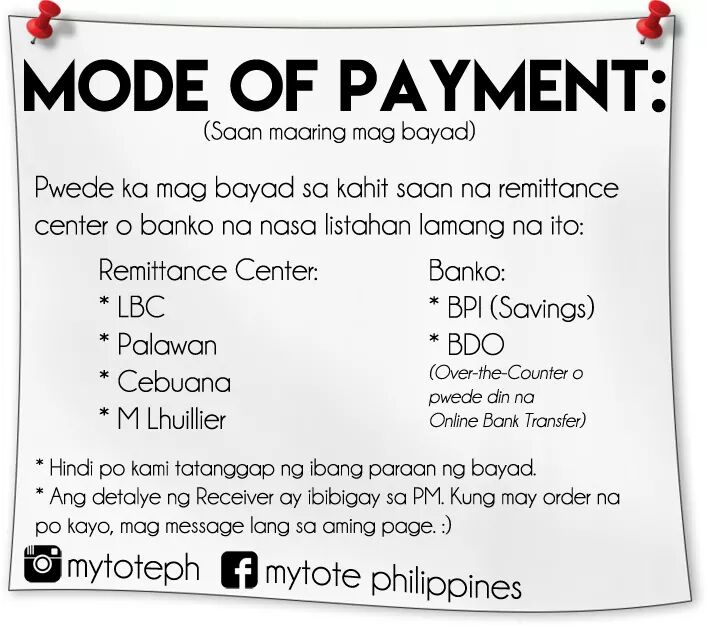 MODE OF PAYMENT:
(Saan maaring mag bayad)
Pwede ka mag bayad sa kahit saan na remittance
center o banko na nasa listahan lamang na ito:
Remittance Center:
* LBC
* Palawan
* Cebuana
* M Lhuillier
Banko:
* BPI (Savings)
* BDO
(Over-the-Counter o
pwede din na
Online Bank Transfer)
* Hindi po kami tatanggap ng ibang paraan ng bayad.
* Ang detalye ng Receiver ay ibibigay sa PM. Kung may order na
po kayo, mag message lang sa aming page. :)
mytoteph f mytote philippines